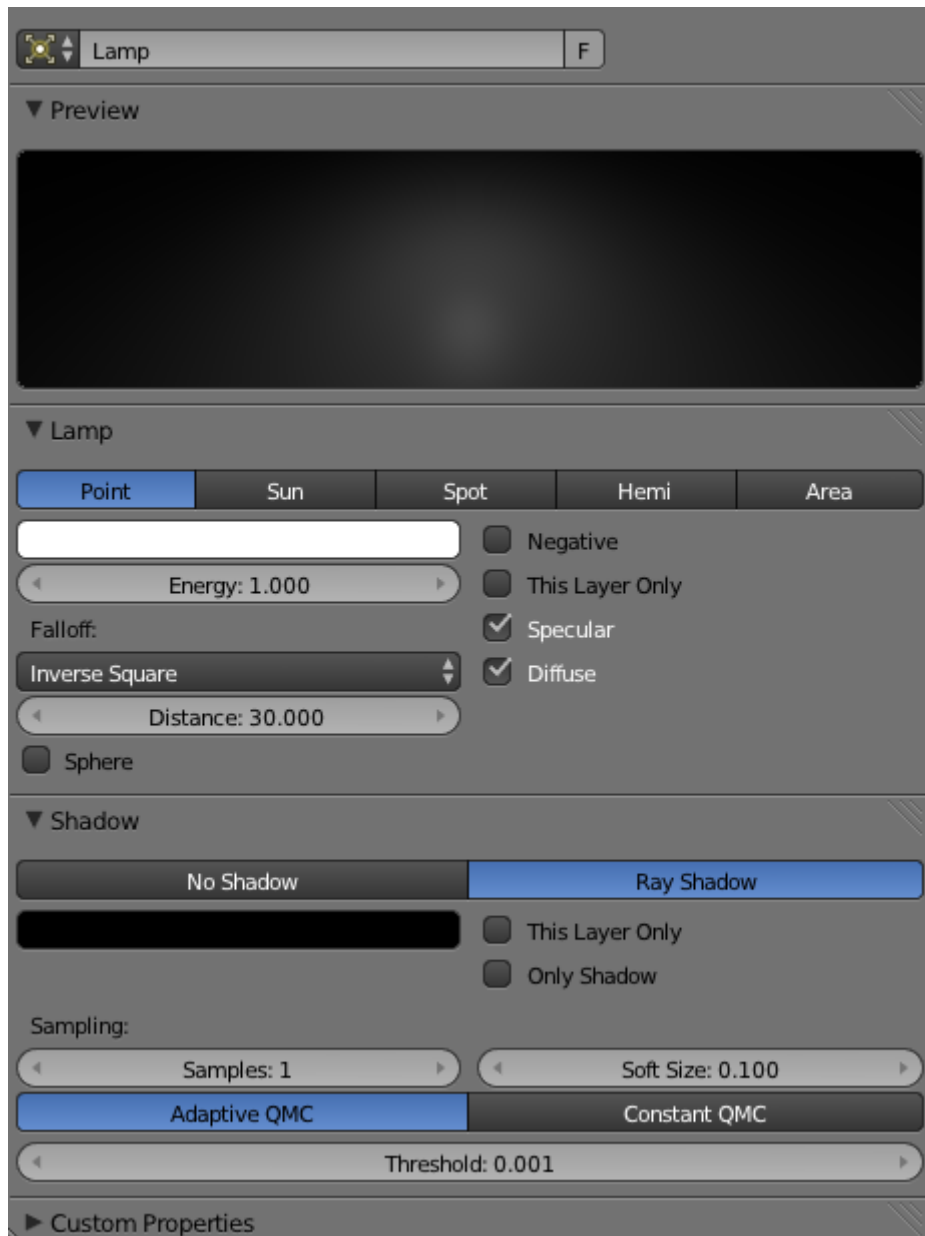 Lamp F
Preview
Lamp
Point Sun Spot Hemi Area
Negative
Energy: 1.000 This Layer Only
Falloff: Specular
Inverse Square Diffuse
Distance: 30.000
Sphere
Shadow
No Shadow Ray Shadow
This Layer Only
Only Shadow
Sampling:
Samples: 1 Soft Size: 0.100
Adaptive QMC Constant QMC
Threshold: 0.001
Custom Properties